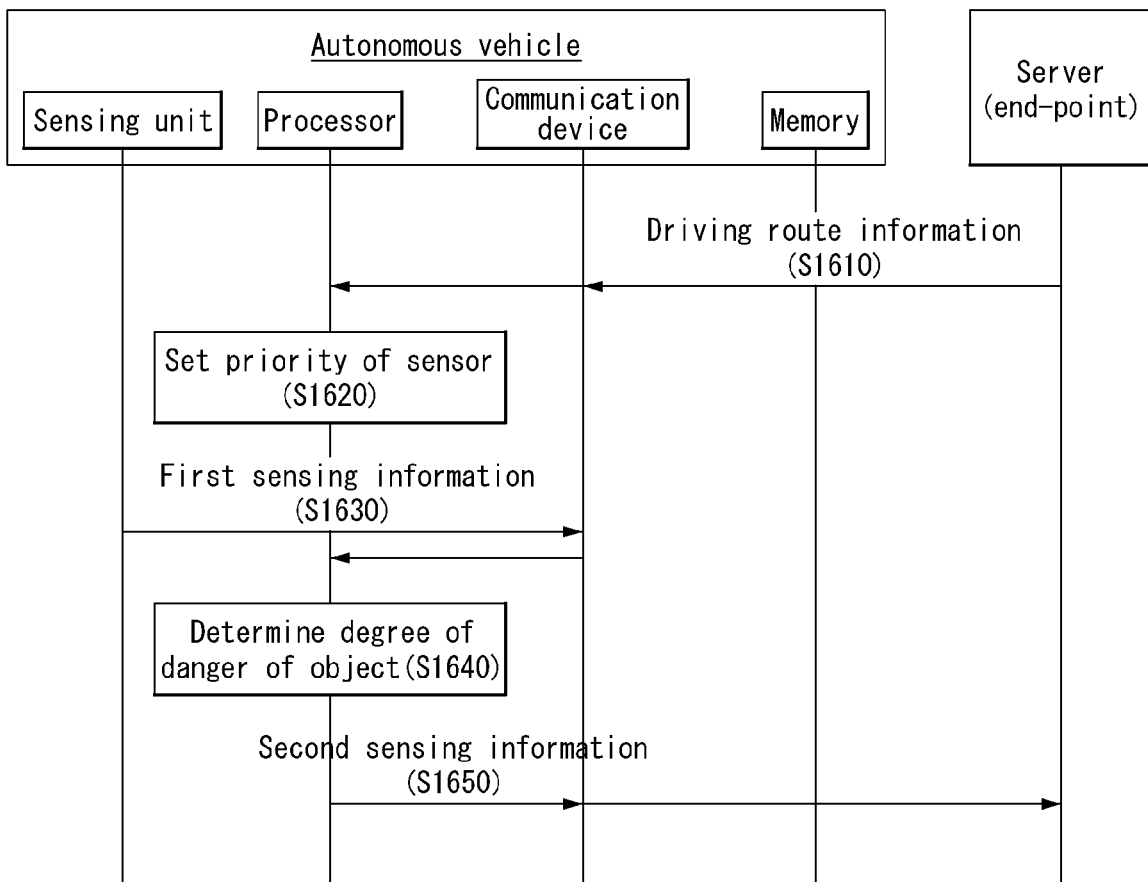 Autonomous vehicle
Sensing unit
Processor
Communication
device
Memory
Server
(end-point)
Driving route information
(S1610)
Set priority of sensor
(S1620)
First sensing information
(S1630)
Determine degree of
danger of object(S1640)
Second sensing information
(S1650)